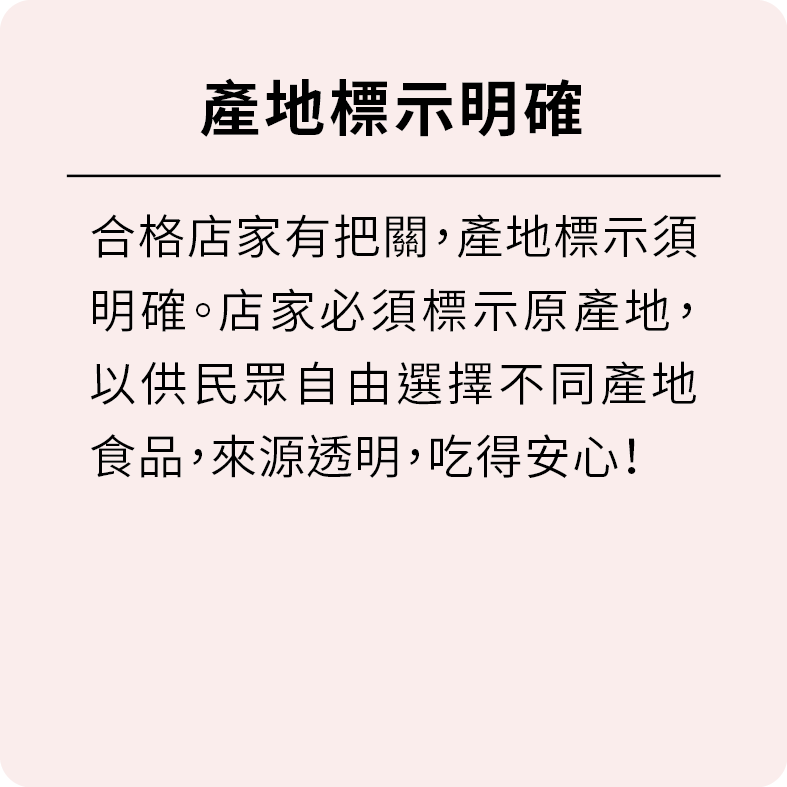 產地標示明確
合格店家有把關，產地標示須
明確。店家必須標示原產地，
以供民眾自由選擇不同產地
食品，來源透明，吃得安心！